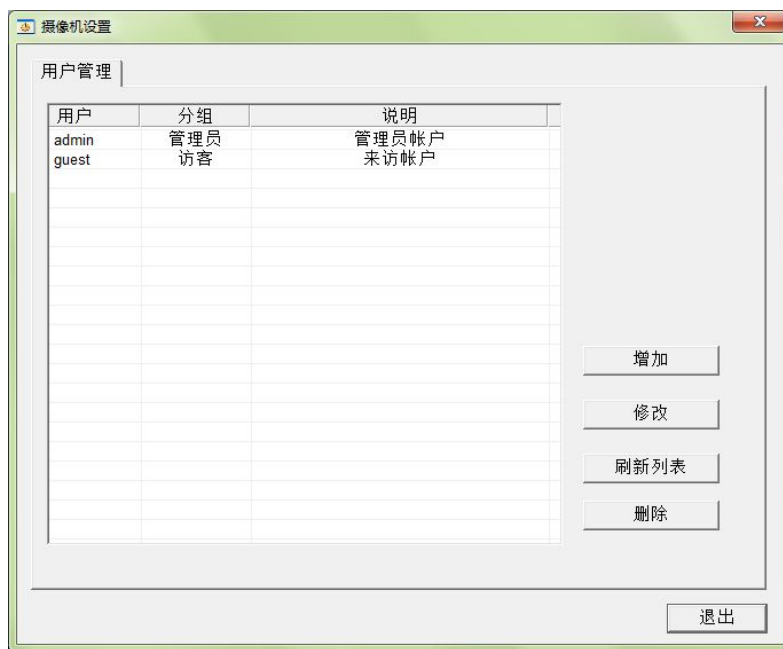 摄像机设置
用户管理
用户 分组 说明
admin 管理员 管理员帐户
guest 访客 来访帐户
增加
修改
刷新列表
删除
退出